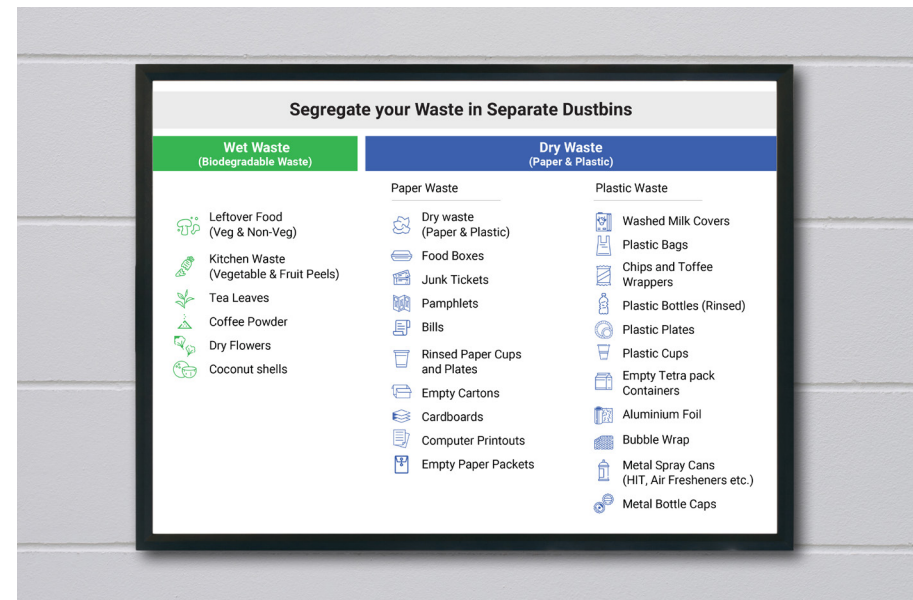 Segregate your Waste in Separate Dustbins
Wet Waste
(Biodegradable Waste)
Leftover Food
(Veg & Non-Veg)
Kitchen Waste
(Vegetable & Fruit Peels)
Tea Leaves
Coffee Powder
Dry Flowers
Coconut shells
Dry Waste
(Paper & Plastic)
Paper Waste
Dry waste
(Paper & Plastic)
Food Boxes
Junk Tickets
Pamphlets
Bills
Rinsed Paper Cups
and Plates
Empty Cartons
Cardboards
Computer Printouts
Empty Paper Packets
Plastic Waste
Washed Milk Covers
Plastic Bags
Chips and Toffee
Wrappers
Plastic Bottles (Rinsed)
Plastic Plates
Plastic Cups
Empty Tetra pack
Containers
Aluminium Foil
Bubble Wrap
Metal Spray Cans
(HIT, Air Fresheners etc.)
Metal Bottle Caps